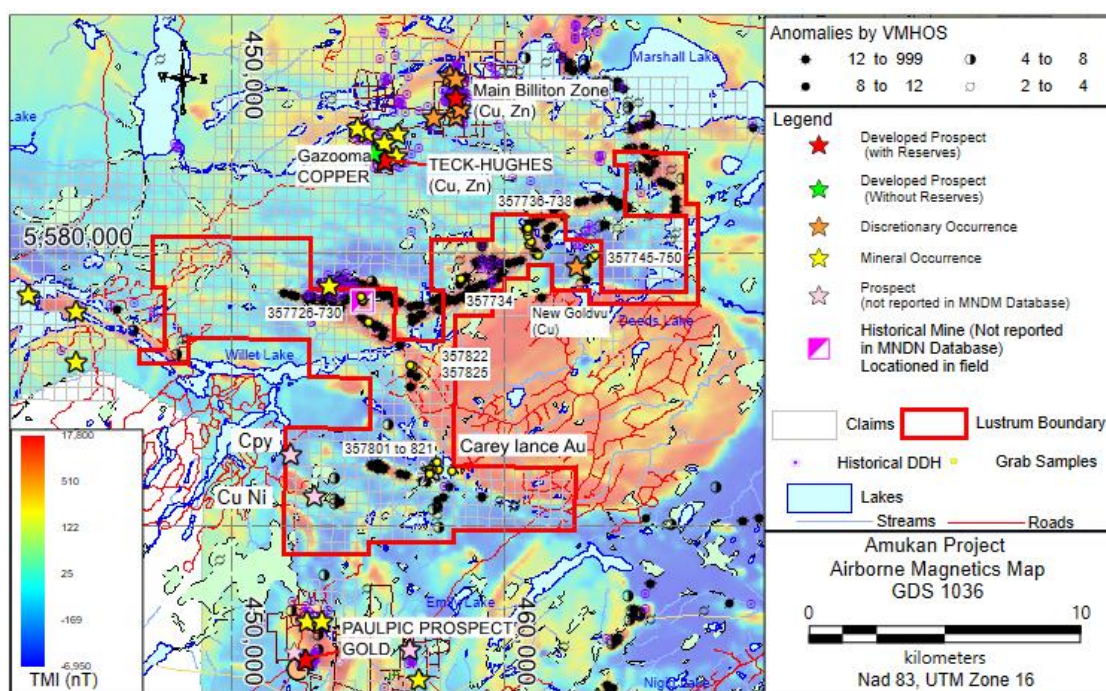 450,000
Marshall Lake
Main Billiton Zone
(Cu, Zn)
Gazooma
COPPER
TECK-HUGHES
(Cu, Zn)
357736-738
5,580,000
357745-750
357734
New Goldvu
(Cu)
Deeds Lake
357726-730
Willet Lake
357822
357825
Cpy
357801 to 821
Carey lance Au
Cu Ni
450,000
460,000
PAULPIC PROSPECT
GOLD
Lake
17,800
510
122
25
-169
-6,950
TMI (nT)
Anomalies by VMHOS
12 to 999
4 to 8
8 to 12
2 to 4
Legend
Developed Prospect
(with Reserves)
Developed Prospect
(Without Reserves)
Discretionary Occurrence
Mineral Occurrence
Prospect
(not reported in MNDM Database)
Historical Mine (Not reported
in MNDN Database)
Locationed in field
Claims
Lustrum Boundary
Historical DDH
Grab Samples
Lakes
Streams
Roads
Amukan Project
Airborne Magnetics Map
GDS 1036
0
10
kilometers
Nad 83, UTM Zone 16